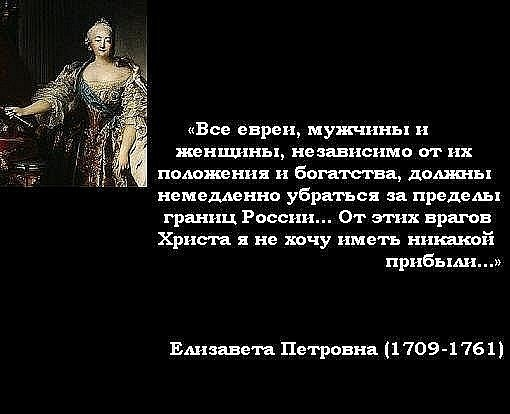 «Все евреи, мужчины и
женщины, независимо от их
положения и богатства, должны
немедленно убраться за пределы
границ России... От этих врагов
Христа я не хочу иметь никакой
прибыли...»
Елизавета Петровна (1709-1761)